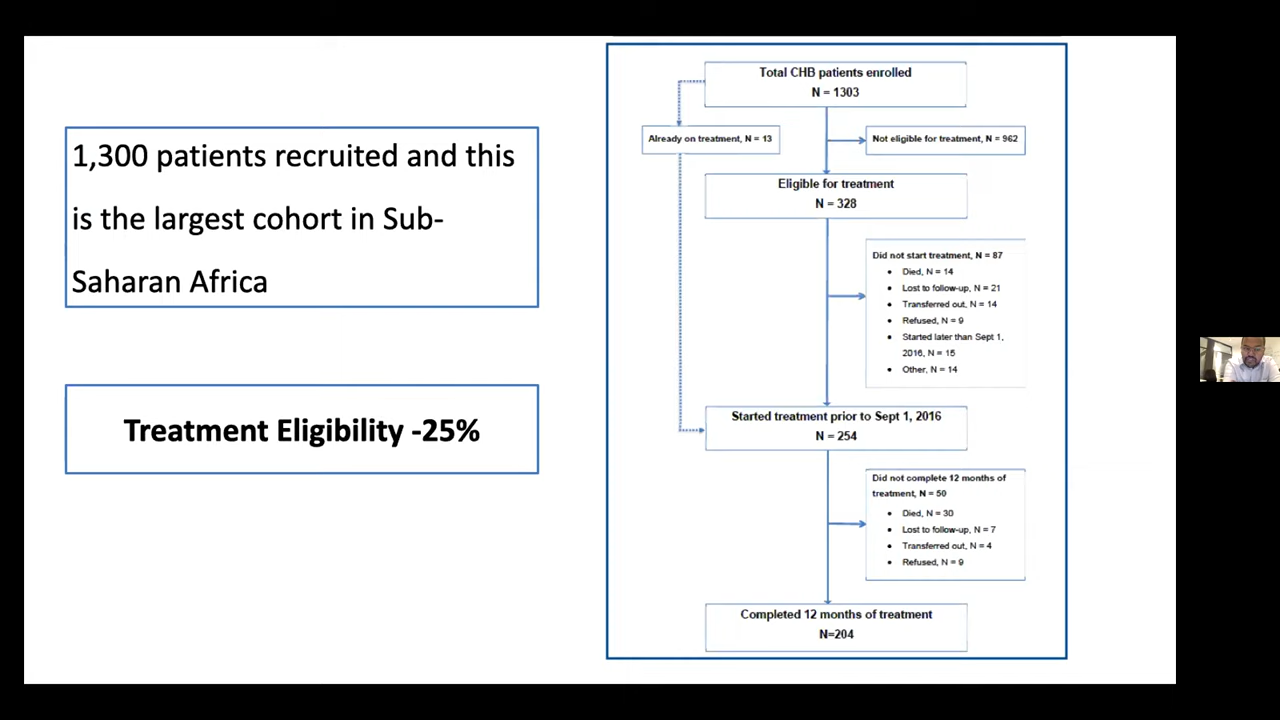 1,300 patients recruited and this
is the largest cohort in Sub-
Saharan Africa
Treatment Eligibility -25%
Total CHB patients enrolled
N = 1303
Already on treatment, N = 13
Not eligible for treatment, N = 962
Eligible for treatment
N = 328
Did not start treatment, N = 87
• Died, N = 14
• Lost to follow-up, N = 21
• Transferred out, N = 14
• Refused, N = 9
• Started later than Sept 1,
2016, N = 15
• Other, N = 14
Started treatment prior to Sept 1, 2016
N = 254
Did not complete 12 months of
treatment, N = 50
• Died, N = 30
• Lost to follow-up, N = 7
• Transferred out, N = 4
• Refused, N = 9
Completed 12 months of treatment
N=204